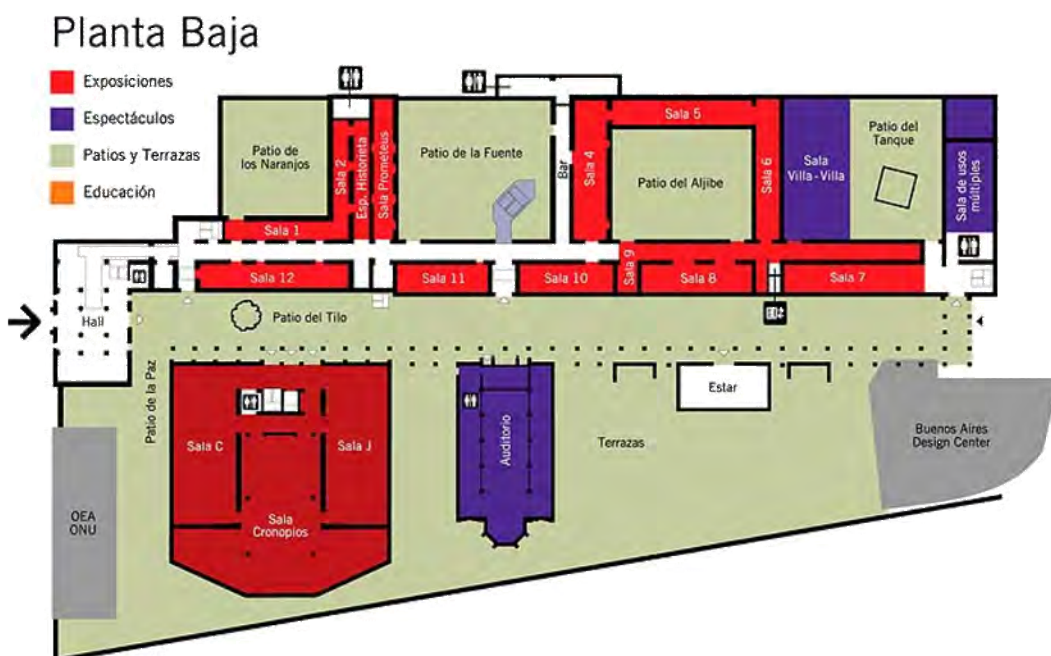 Planta Baja
Exposiciones
Espectáculos
Patios y Terrazas
Educación
Patio de
los Naranjos
Sala 2
Esp. Historieta
Sala Prometeus
Patio de la Fuente
Bar
Sala 4
Sala 5
Patio del Aljibe
Sala 6
Sala
Villa-Villa
Patio del
Tanque
Sala de usos
múltiples
Sala 1
Sala 12
Sala 11
Sala 10
Sala 9
Sala 8
Sala 7
Hall
Patio del Tilo
Patio de la Paz
Sala C
Sala J
Sala
Cronopios
Auditorio
Estar
Terrazas
Buenos Aires
Design Center
OEA
ONU